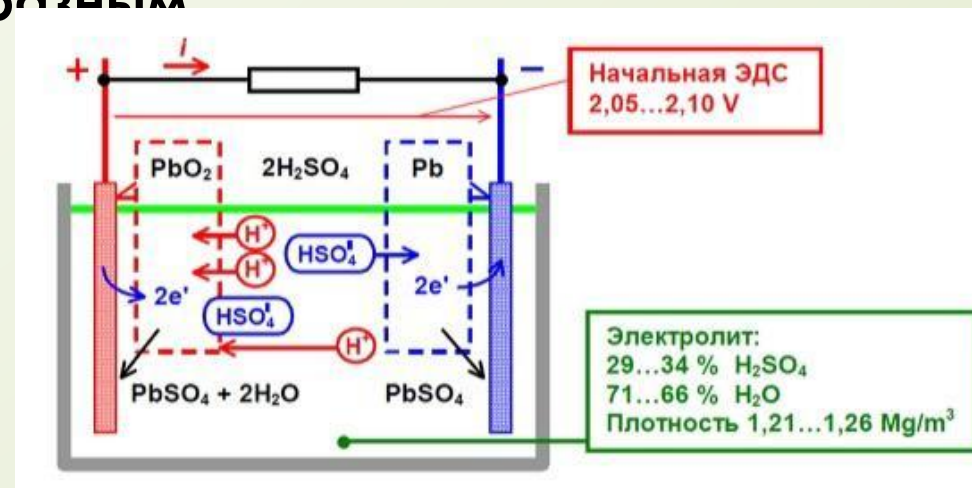 +
i
−
Начальная ЭДС
2,05...2,10 V
PbO₂
2H₂SO₄
Pb
H⁺
HSO₄'
H⁺
2e'
2e'
HSO₄'
H⁺
PbSO₄ + 2H₂O
PbSO₄
Электролит:
29...34 % H₂SO₄
71...66 % H₂O
Плотность 1,21...1,26 Mg/m³